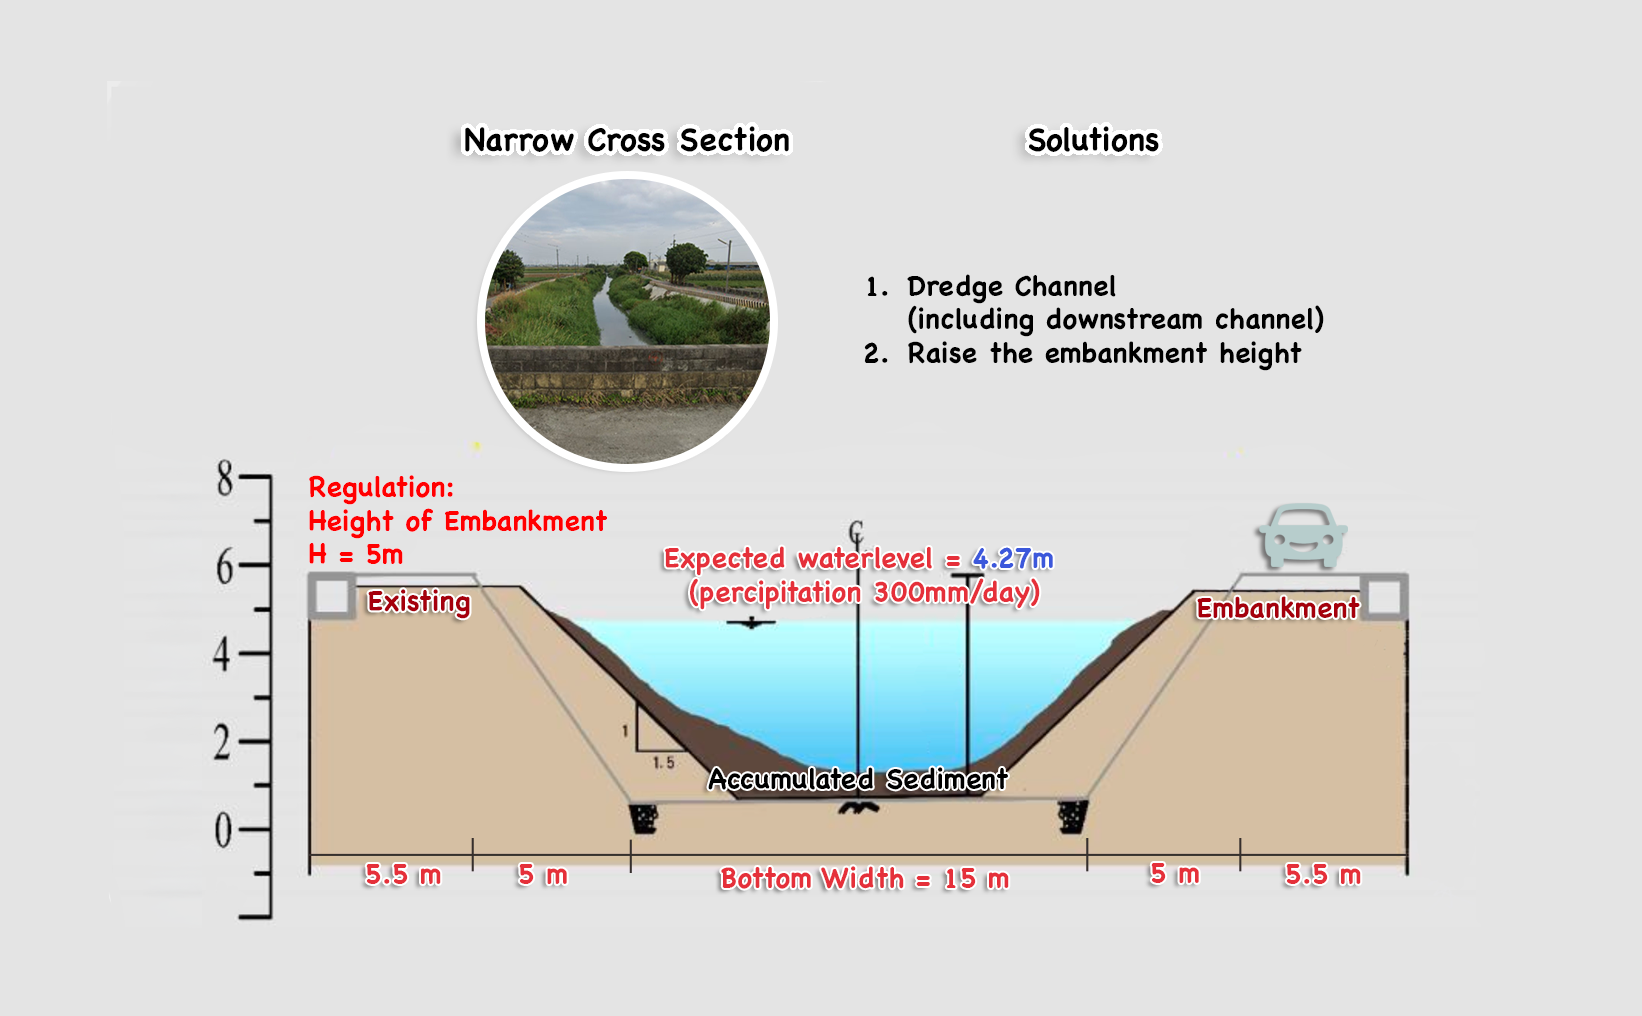 Narrow Cross Section
Solutions
1. Dredge Channel
(including downstream channel)
2. Raise the embankment height
8
6
4
2
0
Regulation:
Height of Embankment
H = 5m
Expected waterlevel = 4.27m
(percipitation 300mm/day)
Existing
Embankment
1
1.5
Accumulated Sediment
5.5 m
5 m
Bottom Width = 15 m
5 m
5.5 m